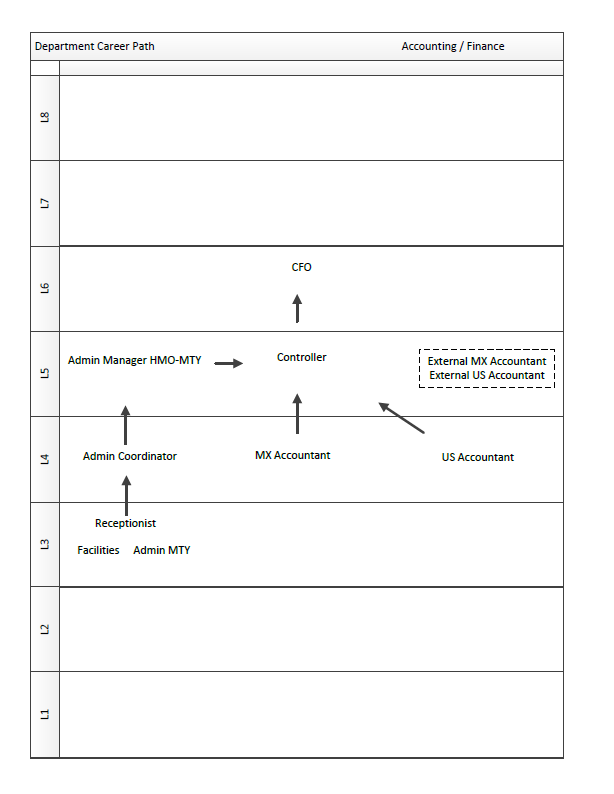 Department Career Path
Accounting / Finance
L8
L7
L6
CFO
L5
Admin Manager HMO-MTY
Controller
External MX Accountant
External US Accountant
L4
Admin Coordinator
MX Accountant
US Accountant
L3
Receptionist
Facilities
Admin MTY
L2
L1